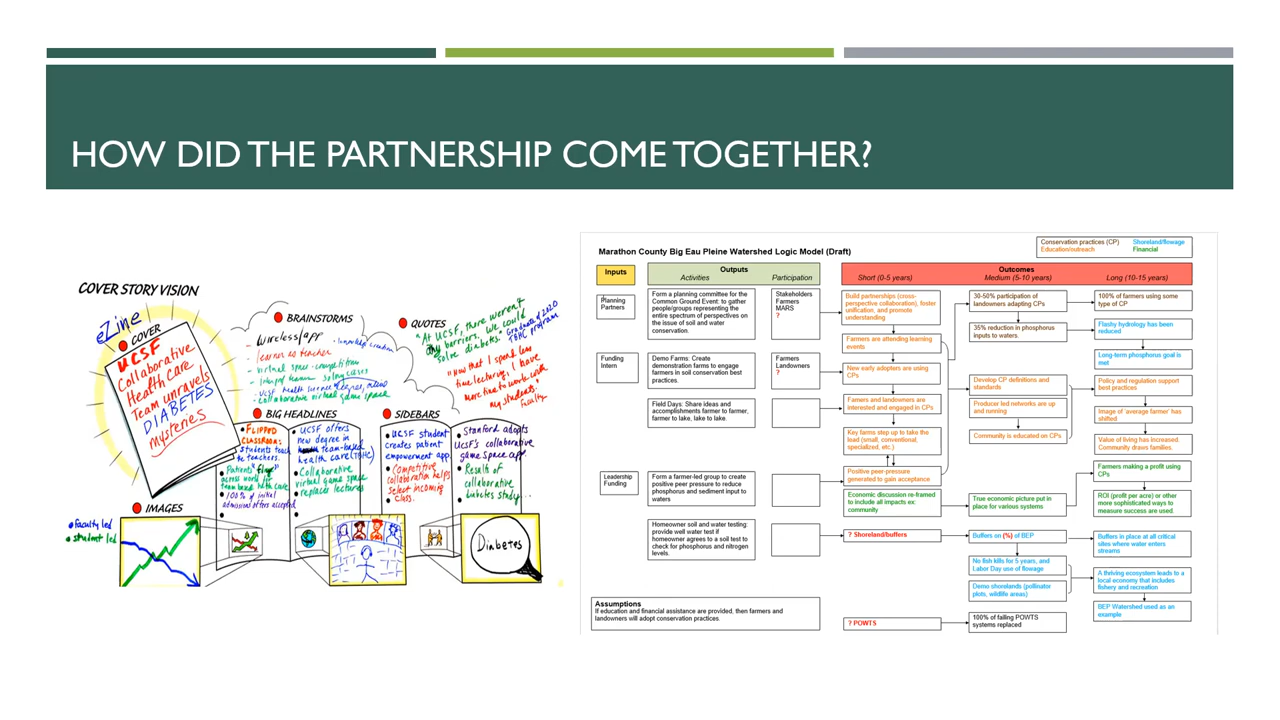 HOW DID THE PARTNERSHIP COME TOGETHER?
COVER STORY VISION
eZine
COVER
UCSF
Collaborative
Health Care
Team unravels
DIABETES
mysteries
BRAINSTORMS
Wireless/app
- knowledge creation
- learner as teacher
- virtual space - competitions
- collaborative virtual game space
QUOTES
"At UCSF, there weren't
any barriers. We could
solve diabetes."
Graduate of 2020
TBHC program
"Now that I spend less
time lecturing, I have
more time to work with
my students."
faculty
BIG HEADLINES
FLIPPED
CLASSROOM:
students teach
the teachers.
Patients
across world for
team based health care
100% of initial
admissions offers accepted
UCSF offers
new degree in
team-based
health care (TBHC)
Collaborative
virtual game space
replaces lectures
SIDEBARS
UCSF student
creates patient
empowerment app
Competitive
collaboration helps
select incoming
class.
Stanford adopts
UCSF's collaborative
game space app
Result of
collaborative
diabetes study...
IMAGES
faculty led
student led
Diabetes
Marathon County Big Eau Pleine Watershed Logic Model (Draft)
Conservation practices (CP) Shoreland/flowage
Education/outreach Financial
Inputs
Outputs
Activities Participation
Outcomes
Short (0-5 years) Medium (5-10 years) Long (10-15 years)
Planning
Partners
Form a planning committee for the
Common Ground Event: to gather
people/groups representing the
entire spectrum of perspectives on
the issue of soil and water
conservation.
Stakeholders
Farmers
MARS
?
Build partnerships (cross-
perspective collaboration), foster
unification, and promote
understanding
30-50% participation of
landowners adapting CPs
100% of farmers using some
type of CP
Farmers are attending learning
events
35% reduction in phosphorus
inputs to waters.
Flashy hydrology has been
reduced
Long-term phosphorus goal is
met
Funding
Intern
Demo Farms: Create
demonstration farms to engage
farmers in soil conservation best
practices.
Farmers
Landowners
?
New early adopters are using
CPs
Develop CP definitions and
standards
Policy and regulation support
best practices
Field Days: Share ideas and
accomplishments farmer to farmer,
farmer to lake, lake to lake.
Farmers and landowners are
interested and engaged in CPs
Producer led networks are up
and running
Image of 'average farmer' has
shifted.
Key farms step up to take the
lead (small, conventional,
specialized, etc.)
Community is educated on CPs
Value of living has increased.
Community draws families.
Leadership
Funding
Form a farmer-led group to create
positive peer pressure to reduce
phosphorus and sediment input to
waters
Positive peer-pressure
generated to gain acceptance
Farmers making a profit using
CPs
Economic discussion re-framed
to include all impacts ex:
community
True economic picture put in
place for various systems
ROI (profit per acre) or other
more sophisticated ways to
measure success are used.
Homeowner soil and water testing:
provide well water test if
homeowner agrees to a soil test to
check for phosphorus and nitrogen
levels.
? Shoreland/buffers
Buffers on (%) of BEP
Buffers in place at all critical
sites where water enters
streams
No fish kills for 5 years, and
Labor Day use of flowage
A thriving ecosystem leads to a
local economy that includes
fishery and recreation
Demo shorelands (pollinator
plots, wildlife areas)
BEP Watershed used as an
example
Assumptions
If education and financial assistance are provided, then farmers and
landowners will adopt conservation practices.
? POWTS
100% of failing POWTS
systems replaced